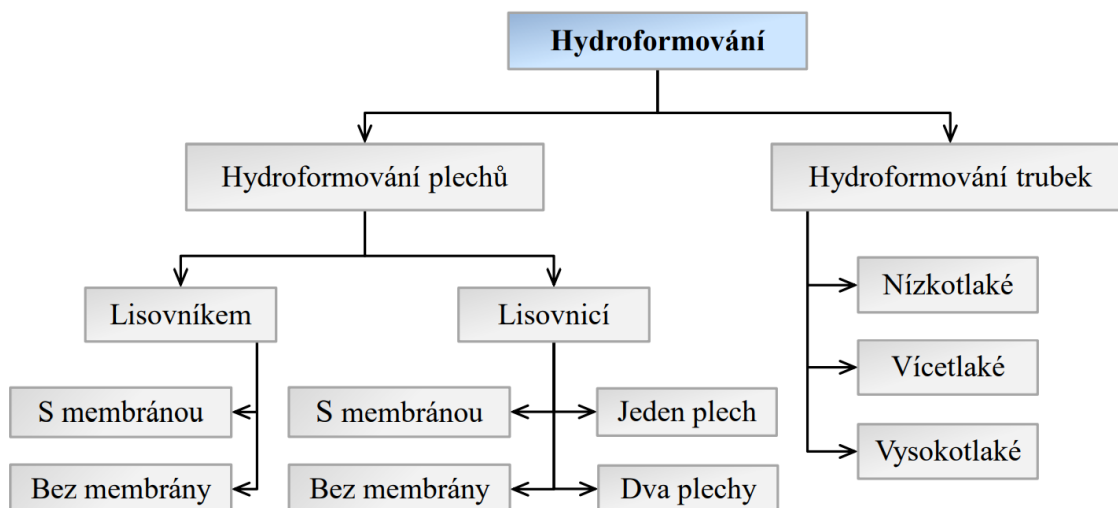 Hydroformování
Hydroformování plechů
Hydroformování trubek
Lisovníkem
Lisovnicí
Nízkotlaké
Vícetlaké
Vysokotlaké
S membránou
S membránou
Jeden plech
Bez membrány
Bez membrány
Dva plechy